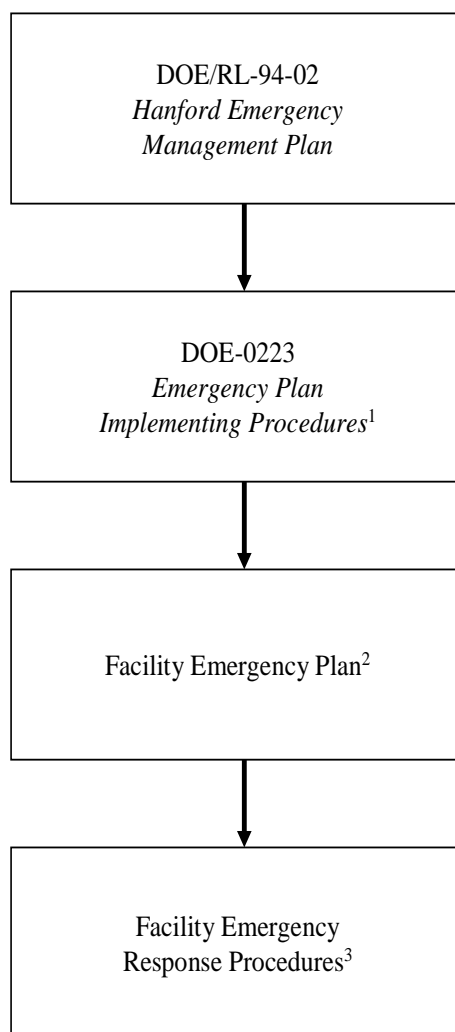 DOE/RL-94-02
Hanford Emergency
Management Plan
DOE-0223
Emergency Plan
Implementing Procedures¹
Facility Emergency Plan²
Facility Emergency
Response Procedures³